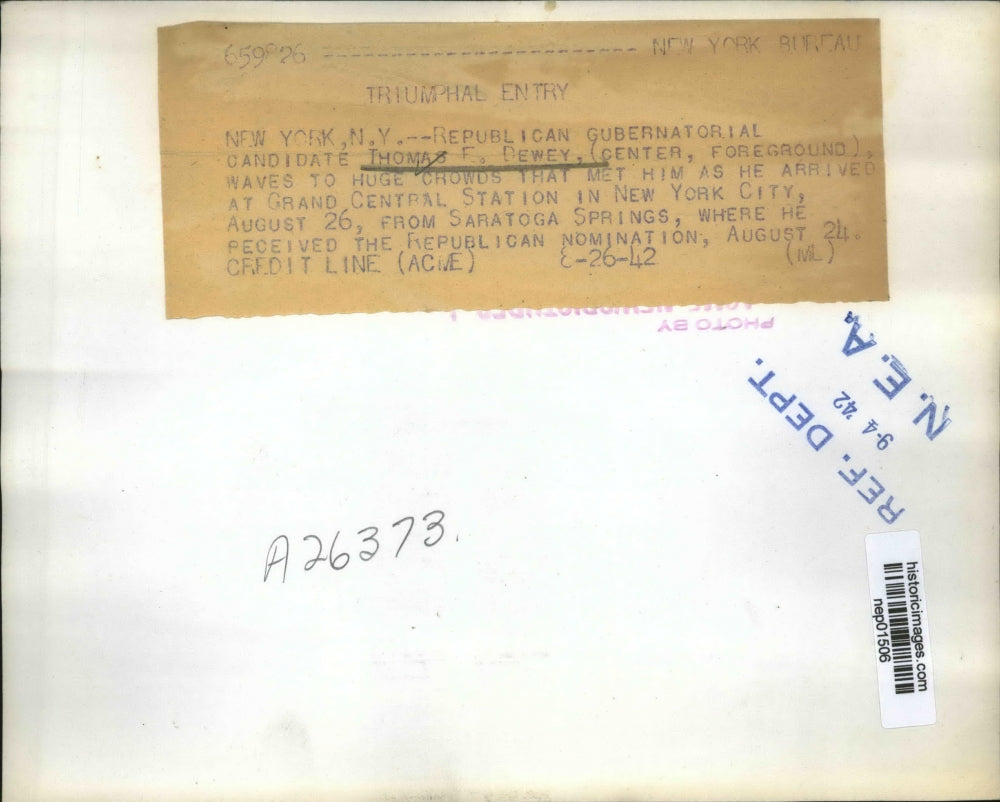 659826 ------------------------ NEW YORK BUREAU
TRIUMPHAL ENTRY
NEW YORK, N.Y.--REPUBLICAN GUBERNATORIAL
CANDIDATE THOMAS E. DEWEY, (CENTER, FOREGROUND),
WAVES TO HUGE CROWDS THAT MET HIM AS HE ARRIVED
AT GRAND CENTRAL STATION IN NEW YORK CITY,
AUGUST 26, FROM SARATOGA SPRINGS, WHERE HE
RECEIVED THE REPUBLICAN NOMINATION, AUGUST 24.
CREDIT LINE (ACME) 8-26-42 (ML)
PHOTO BY
N. E. A.
9-4 '42
REF. DEPT.
A26373.
historicimages.com
nep01506